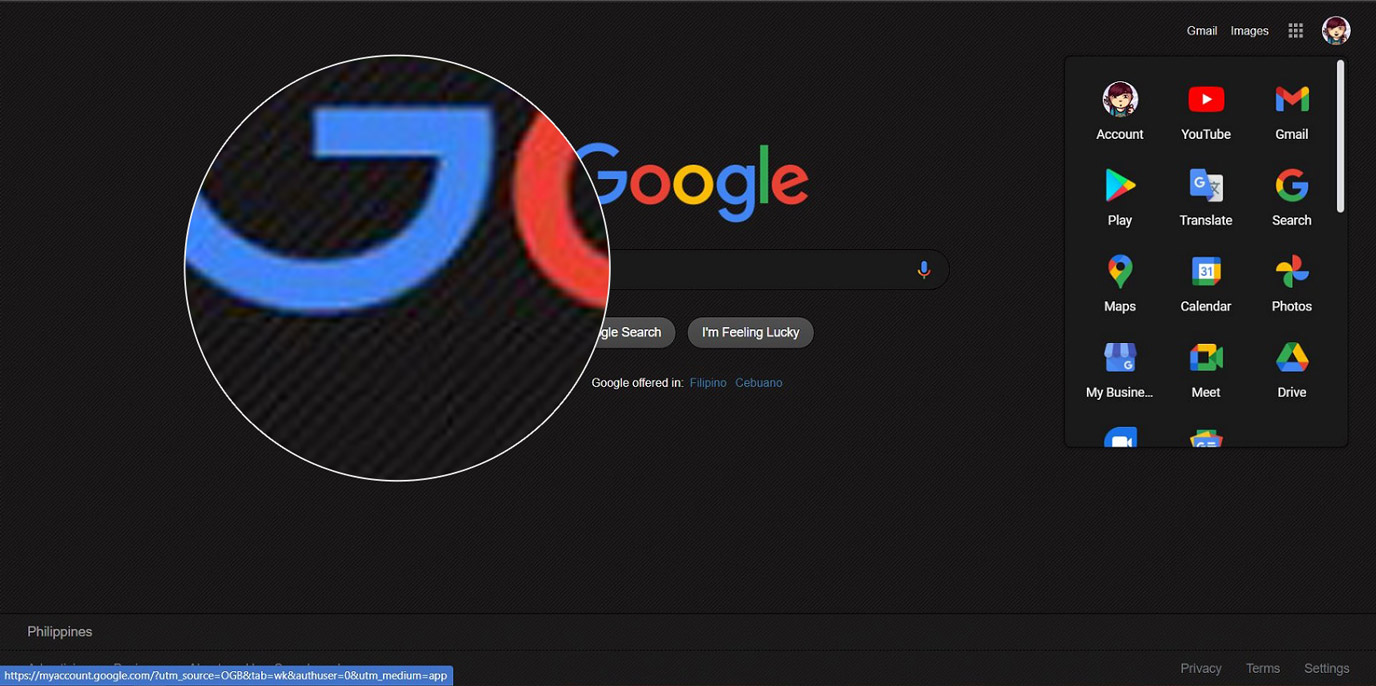 Gmail Images
Google
Account YouTube Gmail
Play Translate Search
Maps Calendar Photos
My Busine... Meet Drive
gle Search I'm Feeling Lucky
Google offered in: Filipino Cebuano
Philippines
Privacy Terms Settings
https://myaccount.google.com/?utm_source=OGB&tab=wk&authuser=0&utm_medium=app